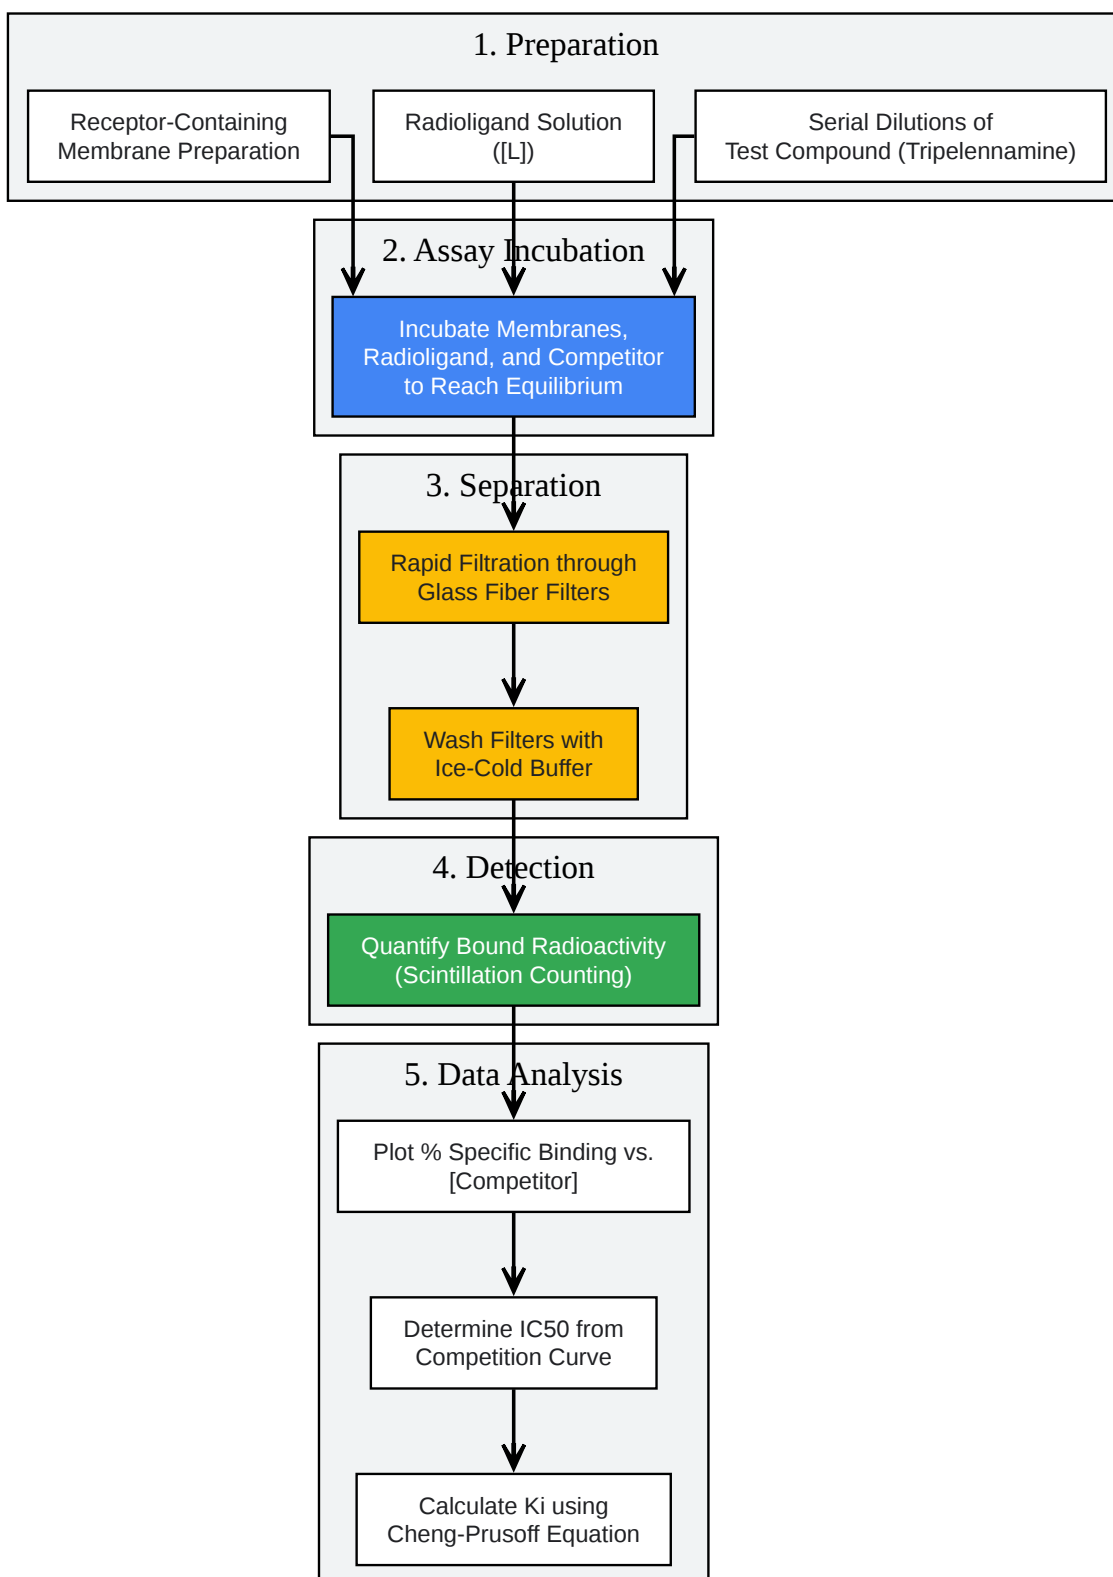 1. Preparation
Receptor-Containing
Membrane Preparation
Radioligand Solution
([L])
Serial Dilutions of
Test Compound (Tripelennamine)
2. Assay Incubation
Incubate Membranes,
Radioligand, and Competitor
to Reach Equilibrium
3. Separation
Rapid Filtration through
Glass Fiber Filters
Wash Filters with
Ice-Cold Buffer
4. Detection
Quantify Bound Radioactivity
(Scintillation Counting)
5. Data Analysis
Plot % Specific Binding vs.
[Competitor]
Determine IC50 from
Competition Curve
Calculate Ki using
Cheng-Prusoff Equation